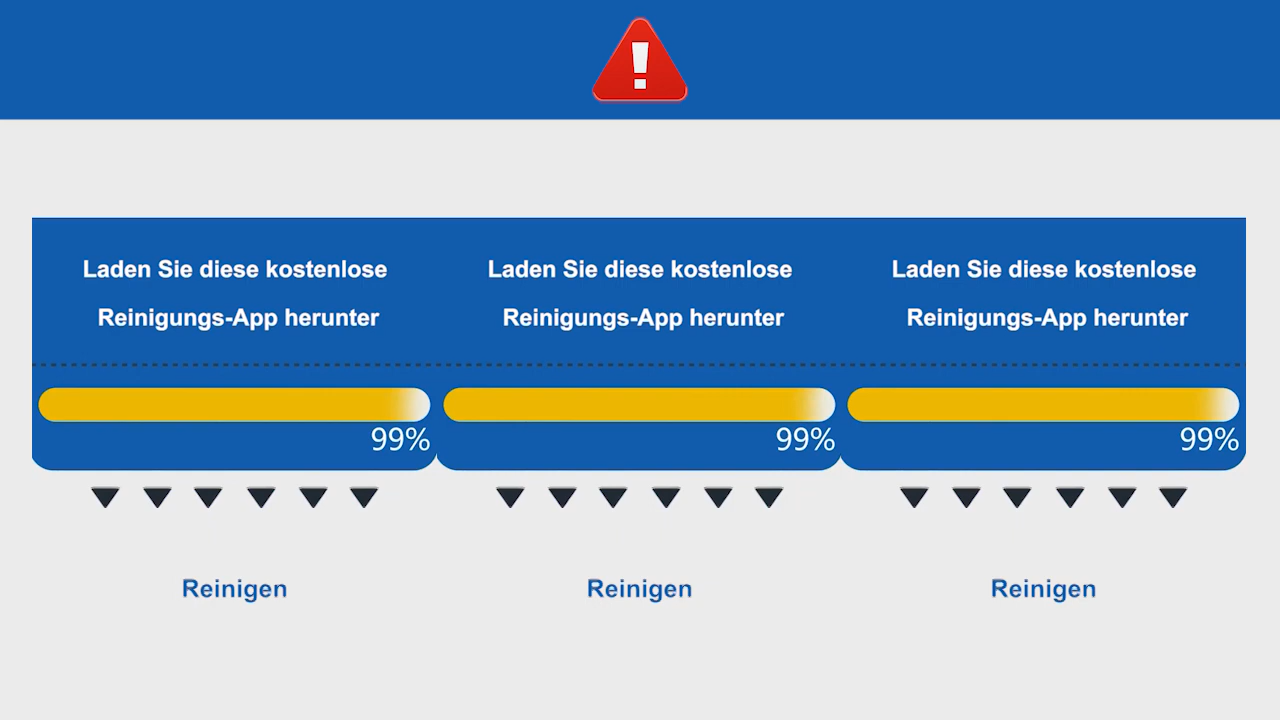 Laden Sie diese kostenlose
Reinigungs-App herunter
99%
Reinigen
Laden Sie diese kostenlose
Reinigungs-App herunter
99%
Reinigen
Laden Sie diese kostenlose
Reinigungs-App herunter
99%
Reinigen